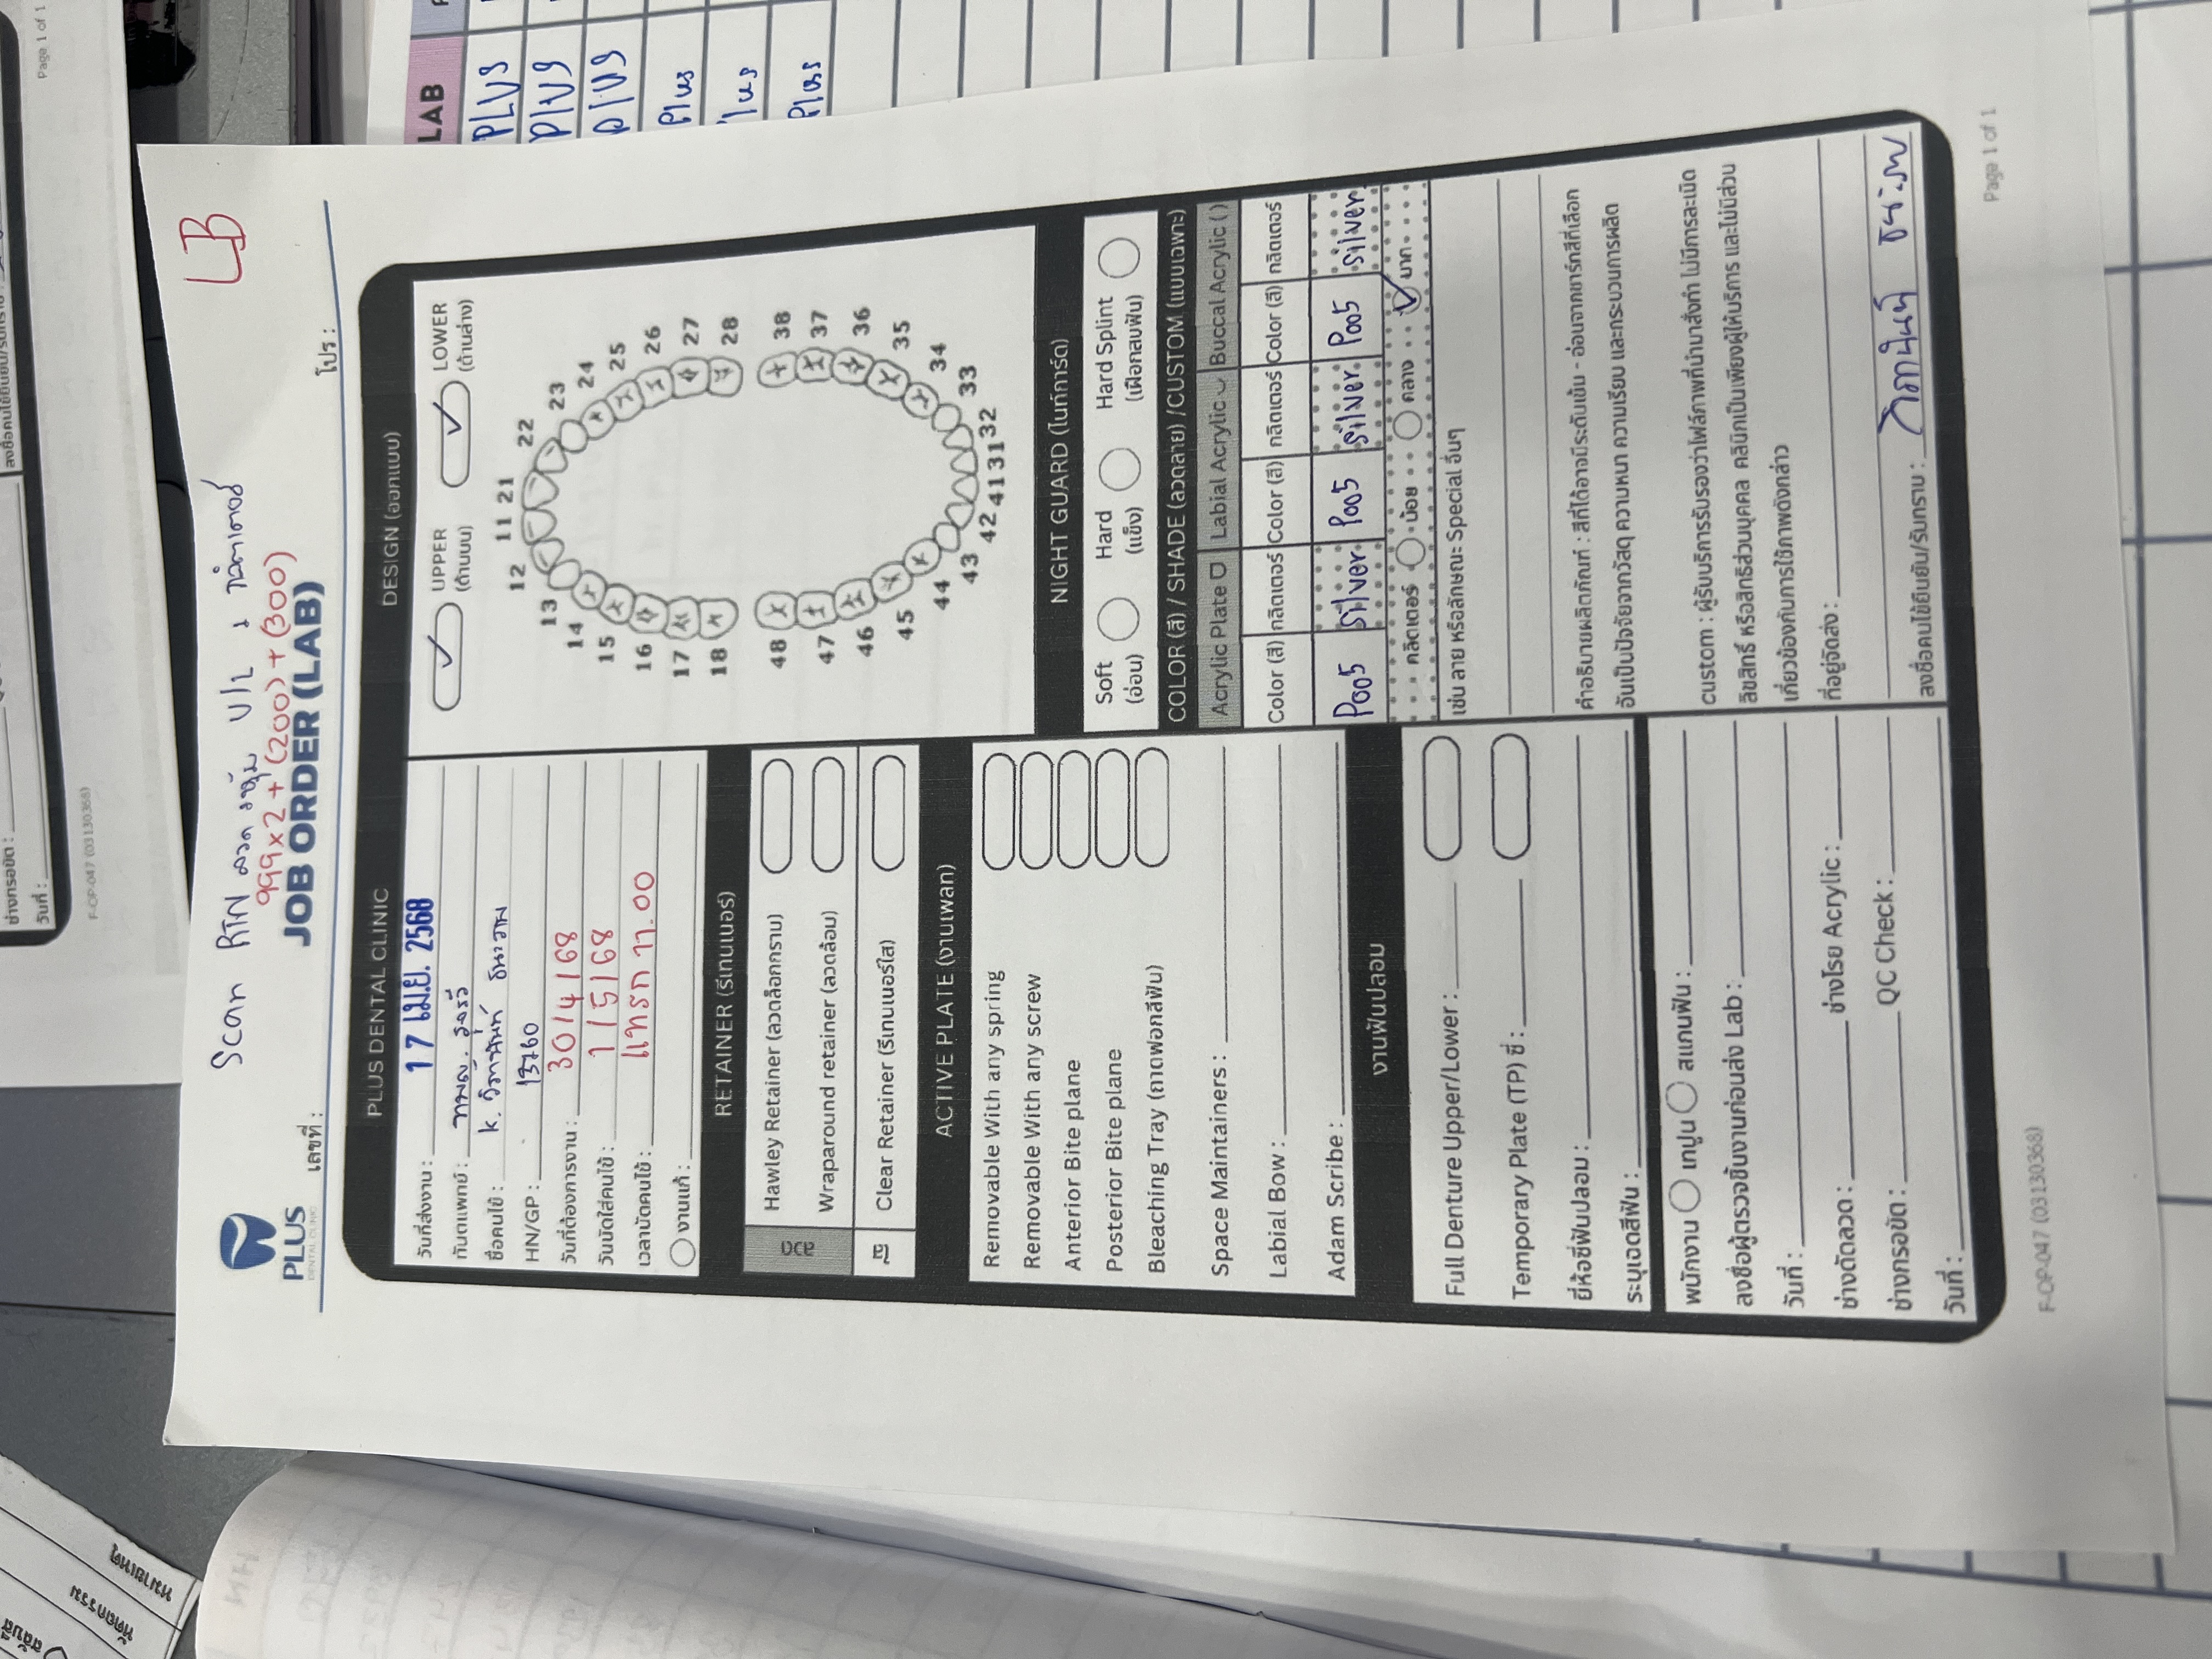 Scan RTN ลวด หุ้ม U/L + กลิตเตอร์
999x2 + (200) + (300)
LB
PLUS
DENTAL CLINIC
เลขที่ :
JOB ORDER (LAB)
โปร :
PLUS DENTAL CLINIC
วันที่ส่งงาน : 17 เม.ย. 2568
ทันตแพทย์ :
ชื่อคนไข้ : K.
HN/GP : 13760
วันที่ต้องการงาน : 30/4/68
วันนัดใส่คนไข้ : 1/5/68
เวลานัดคนไข้ : แทรก 11.00
งานแก้ :
RETAINER (รีเทนเนอร์)
ลวด
Hawley Retainer (ลวดล็อกกราม)
Wraparound retainer (ลวดล้อม)
ใส
Clear Retainer (รีเทนเนอร์ใส)
ACTIVE PLATE (งานเพลท)
Removable With any spring
Removable With any screw
Anterior Bite plane
Posterior Bite plane
Bleaching Tray (ถาดฟอกสีฟัน)
Space Maintainers :
Labial Bow :
Adam Scribe :
งานฟันปลอม
Full Denture Upper/Lower :
Temporary Plate (TP) ซี่ :
ยี่ห้อซี่ฟันปลอม :
ระบุเฉดสีฟัน :
พนักงาน เทปูน สแกนฟัน :
ลงชื่อผู้ตรวจชิ้นงานก่อนส่ง Lab :
วันที่ :
ช่างดัดลวด : ช่างโรย Acrylic :
ช่างกรอขัด : QC Check :
วันที่ :
DESIGN (ออกแบบ)
UPPER
(ด้านบน)
LOWER
(ด้านล่าง)
12 11 21 22
13 23
14 24
15 25
16 26
17 27
18 28
48 38
47 37
46 36
45 35
44 34
43 33
42 41 31 32
NIGHT GUARD (ไนท์การ์ด)
Soft
(อ่อน)
Hard
(แข็ง)
Hard Splint
(เฝือกสบฟัน)
COLOR (สี) / SHADE (ลวดลาย) /CUSTOM (แบบเฉพาะ)
Acrylic Plate Labial Acrylic Buccal Acrylic ( )
Color (สี) กลิตเตอร์ Color (สี) กลิตเตอร์ Color (สี) กลิตเตอร์
P005 Silver P005 Silver P005 Silver
กลิตเตอร์ น้อย กลาง มาก
เช่น ลาย หรือลักษณะ Special อื่นๆ
คำอธิบายผลิตภัณฑ์ : สีที่ได้อาจมีระดับเข้ม - อ่อนจากชาร์ทสีที่เลือก
อันเป็นปัจจัยจากวัสดุ ความหนา ความเรียบ และกระบวนการผลิต
custom : ผู้รับบริการรับรองว่าไฟล์ภาพที่นำมาสั่งทำ ไม่มีการละเมิด
ลิขสิทธิ์ หรือสิทธิส่วนบุคคล คลินิกเป็นเพียงผู้ให้บริการ และไม่มีส่วน
เกี่ยวข้องกับการใช้ภาพดังกล่าว
ที่อยู่จัดส่ง :
ลงชื่อคนไข้ยืนยัน/รับทราบ :
F-OP-047 (03130368)
Page 1 of 1
LAB
PLUS
PLUS
PLUS
Plus
Plus
Plus
ช่างกรอขัด :
วันที่ :
F-OP-047 (03130368)
Page 1 of 1
หัตถกรรม
หมายเหตุ